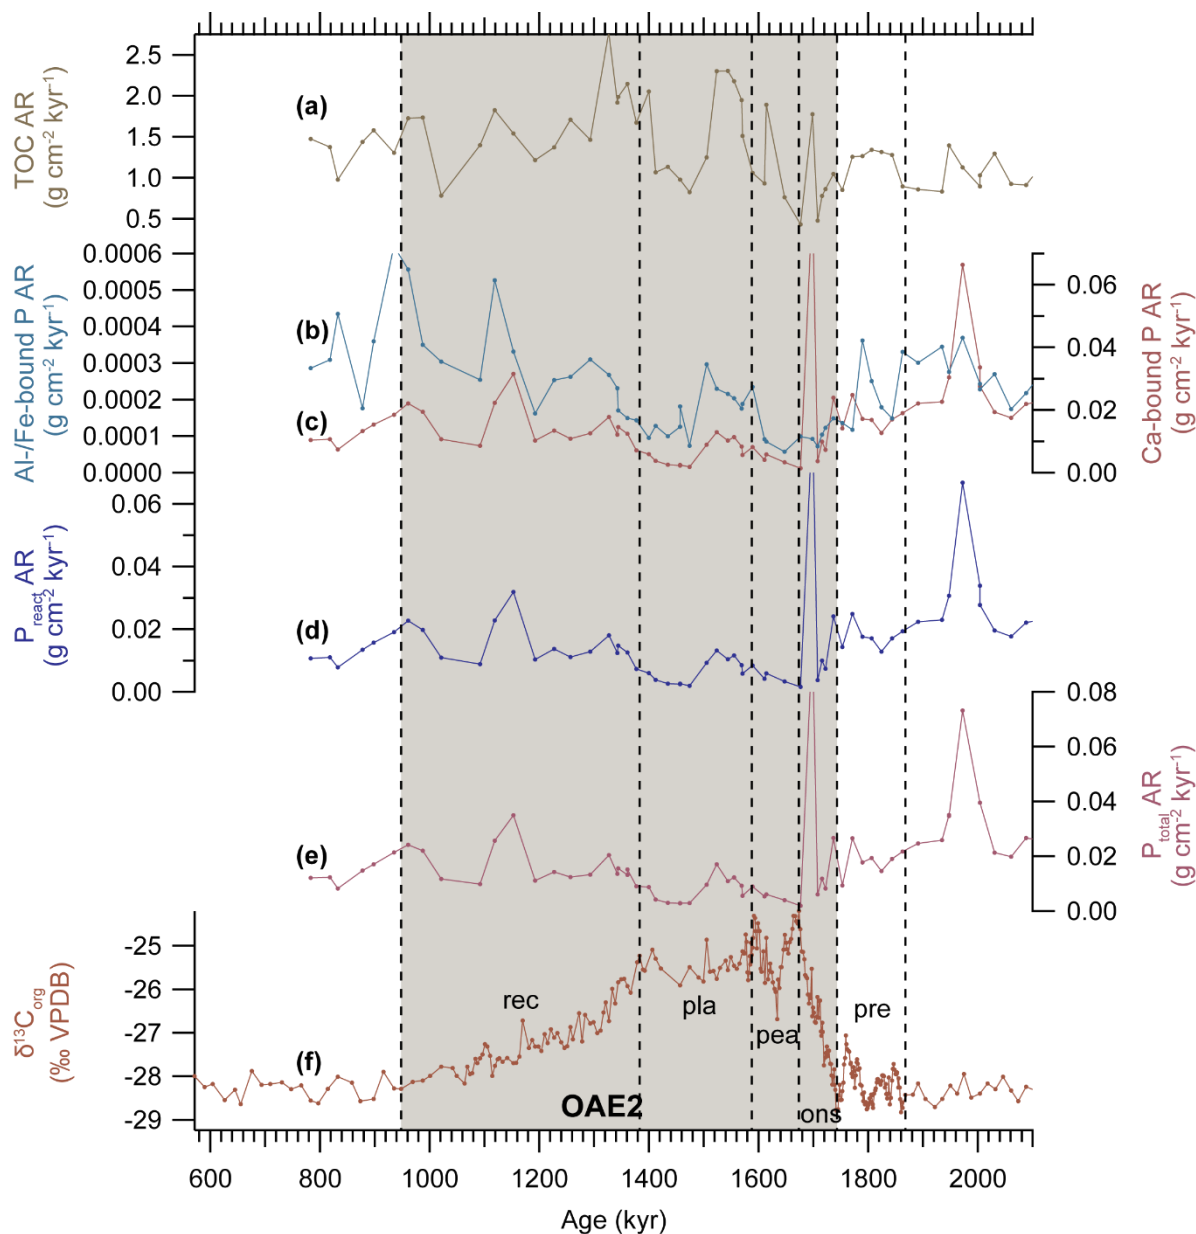 TOC AR
(g cm⁻² kyr⁻¹)
2.5
2.0
1.5
1.0
0.5
(a)
Al-/Fe-bound P AR
(g cm⁻² kyr⁻¹)
0.0006
0.0005
0.0004
0.0003
0.0002
0.0001
0.0000
(b)
(c)
0.06
0.04
0.02
0.00
Ca-bound P AR
(g cm⁻² kyr⁻¹)
P_react AR
(g cm⁻² kyr⁻¹)
0.06
0.04
0.02
0.00
(d)
(e)
0.08
0.06
0.04
0.02
0.00
P_total AR
(g cm⁻² kyr⁻¹)
δ¹³C_org
(‰ VPDB)
-25
-26
-27
-28
-29
(f)
rec
pla
pea
pre
ons
OAE2
600 800 1000 1200 1400 1600 1800 2000
Age (kyr)